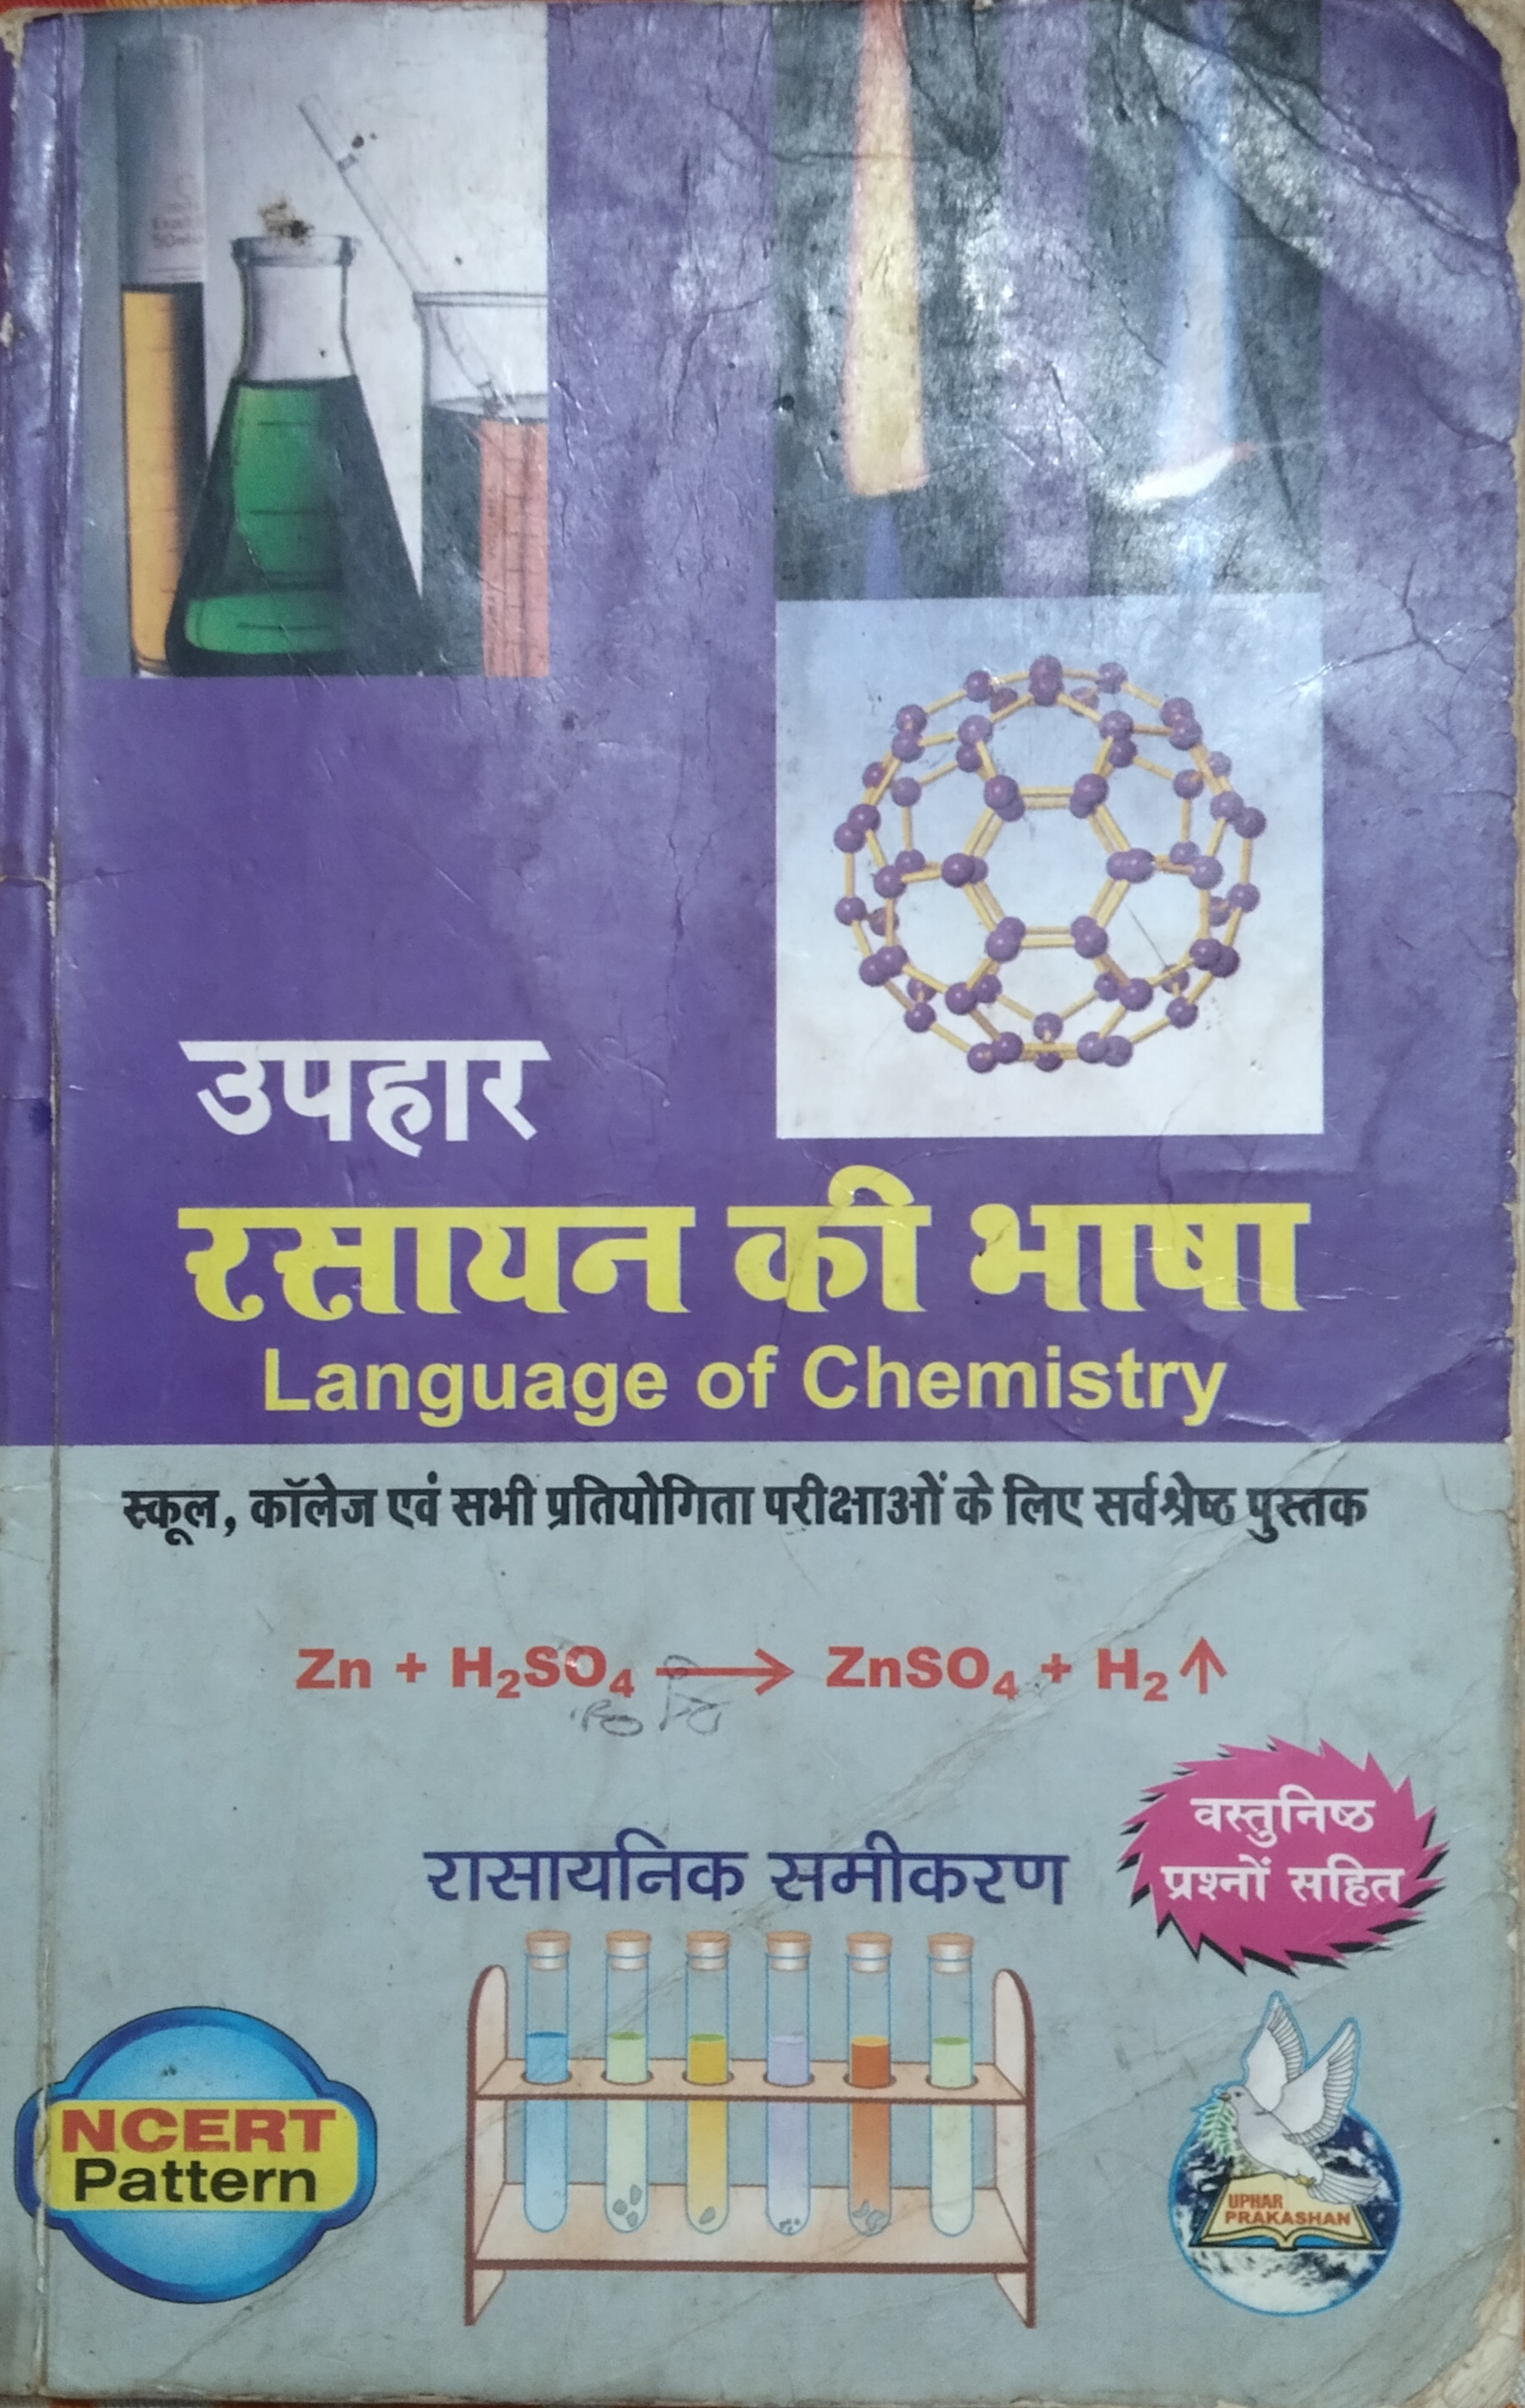 उपहार
रसायन की भाषा
Language of Chemistry
स्कूल, कॉलेज एवं सभी प्रतियोगिता परीक्षाओं के लिए सर्वश्रेष्ठ पुस्तक
Zn + H₂SO₄ ⟶ ZnSO₄ + H₂↑
वस्तुनिष्ठ
प्रश्नों सहित
रासायनिक समीकरण
NCERT
Pattern
UPHAR
PRAKASHAN